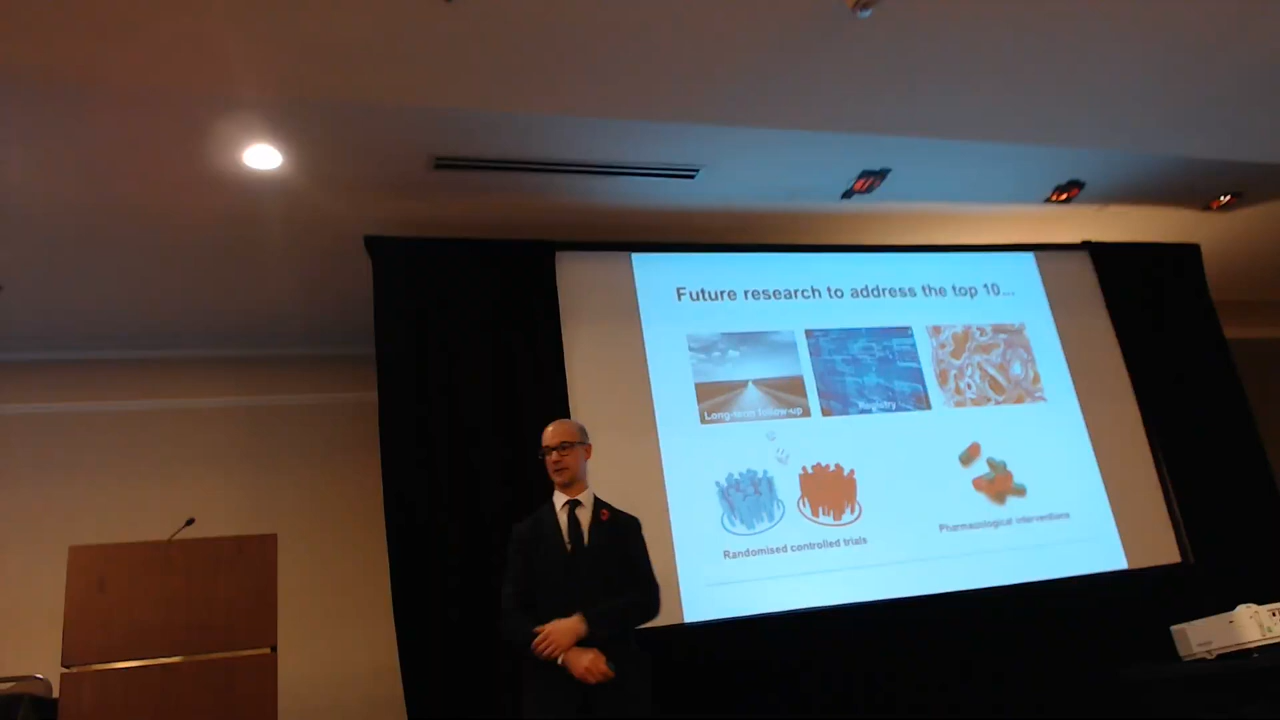 Future research to address the top 10....
Long-term follow-up
Registry
Randomised controlled trials
Pharmacological interventions